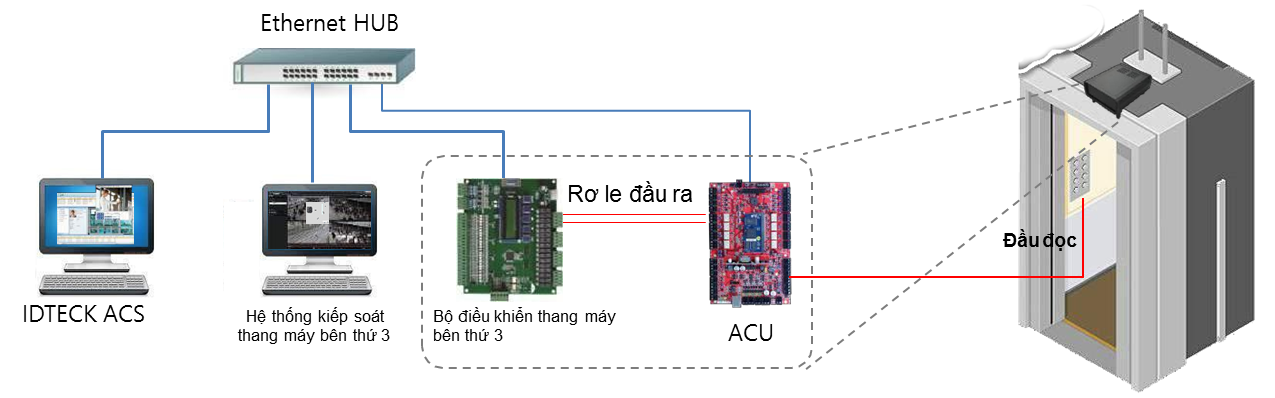 Ethernet HUB
Rơ le đầu ra
Đầu đọc
IDTECK ACS
Hệ thống kiếp soát
thang máy bên thứ 3
Bộ điều khiển thang máy
bên thứ 3
ACU